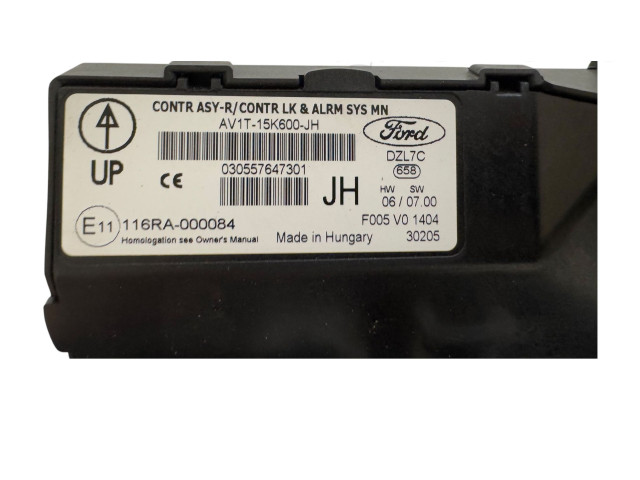 CONTR ASY-R/CONTR LK & ALRM SYS MN
AV1T-15K600-JH
Ford
UP
CE
030557647301
JH
DZL7C
658
HW SW
06 / 07.00
E11 116RA-000084
Homologation see Owner's Manual
Made in Hungary
F005 V0 1404
30205